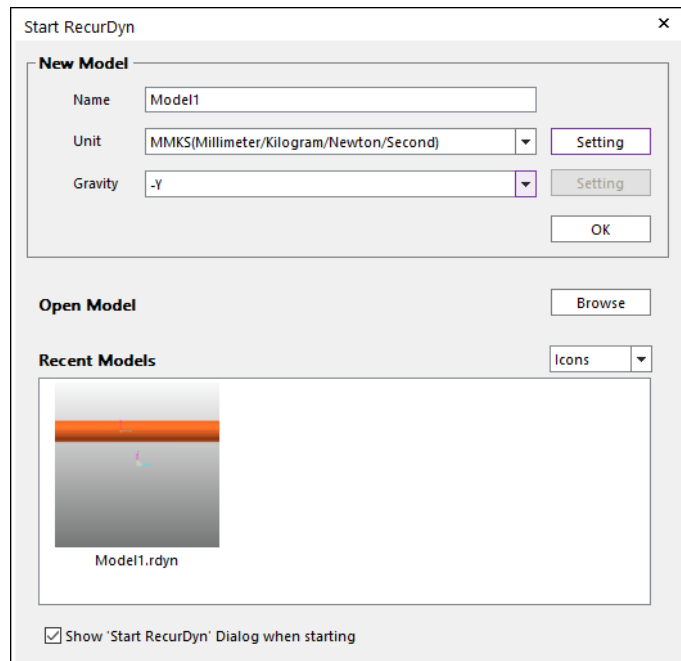 Start RecurDyn
New Model
Name Model1
Unit MMKS(Millimeter/Kilogram/Newton/Second) Setting
Gravity -Y Setting
OK
Open Model Browse
Recent Models Icons
Model1.rdyn
Show 'Start RecurDyn' Dialog when starting